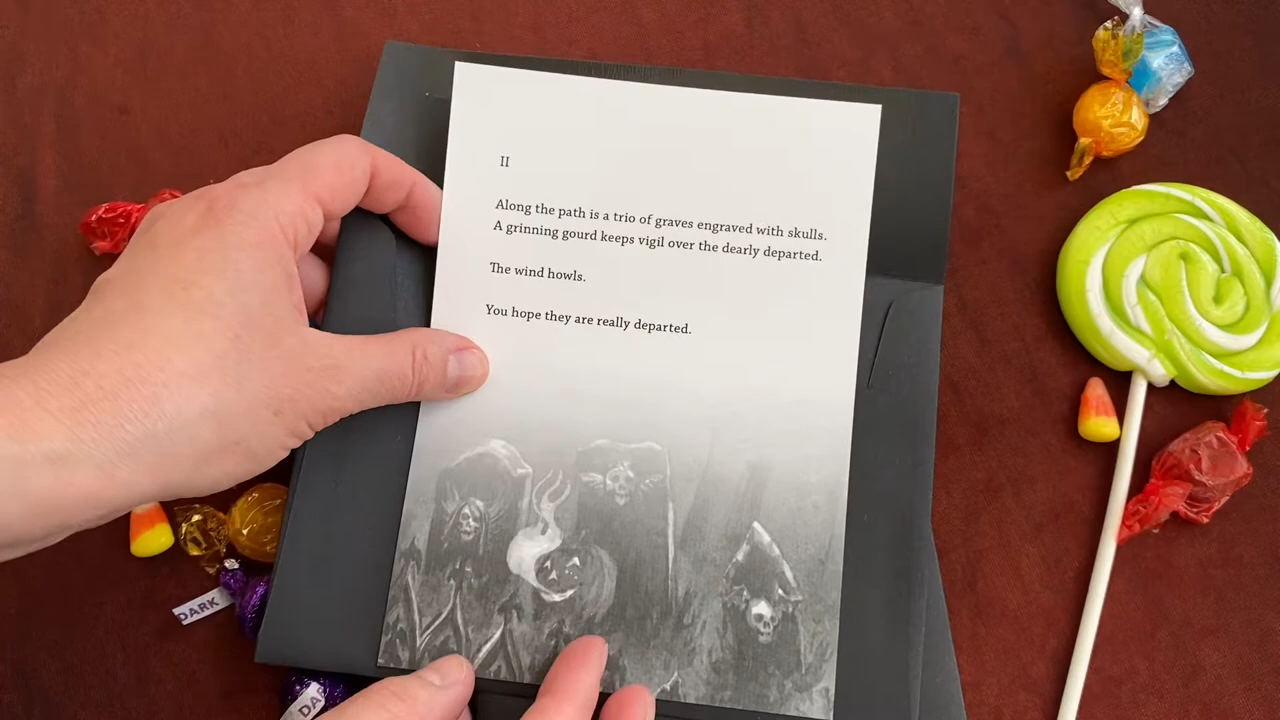 II
Along the path is a trio of graves engraved with skulls.
A grinning gourd keeps vigil over the dearly departed.
The wind howls.
You hope they are really departed.
DARK
DAR